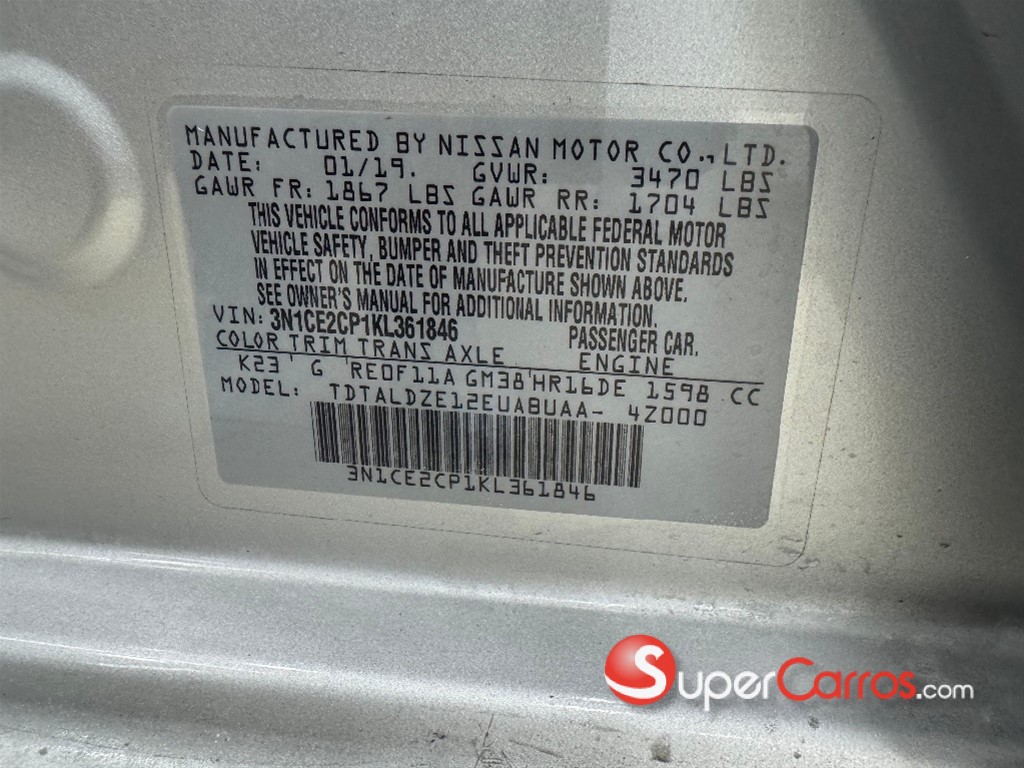 MANUFACTURED BY NISSAN MOTOR CO., LTD.
DATE: 01/19. GVWR: 3470 LBS
GAWR FR: 1867 LBS GAWR RR: 1704 LBS
THIS VEHICLE CONFORMS TO ALL APPLICABLE FEDERAL MOTOR
VEHICLE SAFETY, BUMPER AND THEFT PREVENTION STANDARDS
IN EFFECT ON THE DATE OF MANUFACTURE SHOWN ABOVE.
SEE OWNER'S MANUAL FOR ADDITIONAL INFORMATION.
VIN: 3N1CE2CP1KL361846 PASSENGER CAR.
COLOR TRIM TRANS AXLE ENGINE
K23 ' G 'RE0F11A GM38'HR16DE 1598 CC
MODEL: TDTALDZE12EUABUAA- 4Z000
3N1CE2CP1KL361846
SuperCarros.com